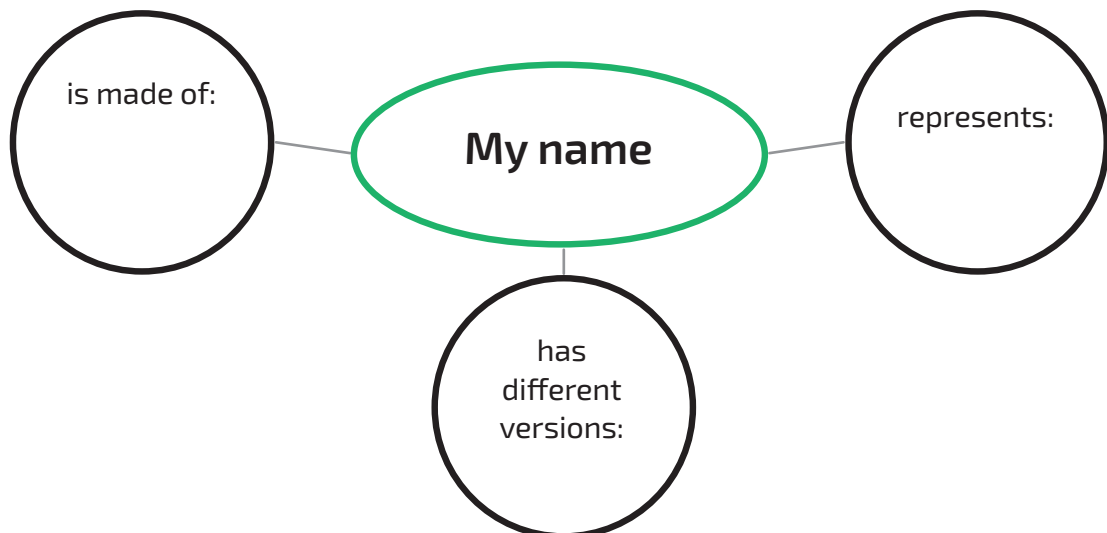 is made of:
My name
represents:
has
different
versions: